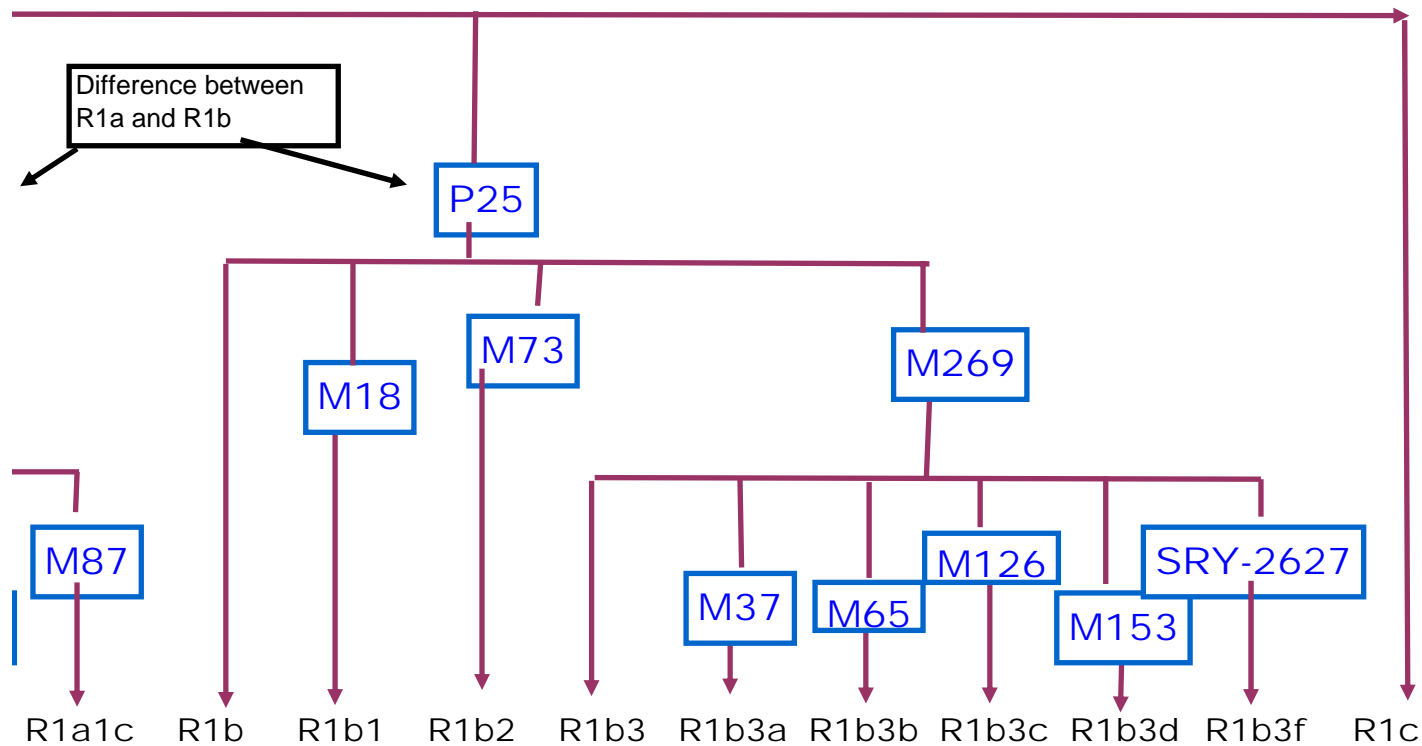 Difference between
R1a and R1b
P25
M73
M269
M18
M87
M37
M65
M126
M153
SRY-2627
R1a1c R1b R1b1 R1b2 R1b3 R1b3a R1b3b R1b3c R1b3d R1b3f R1c